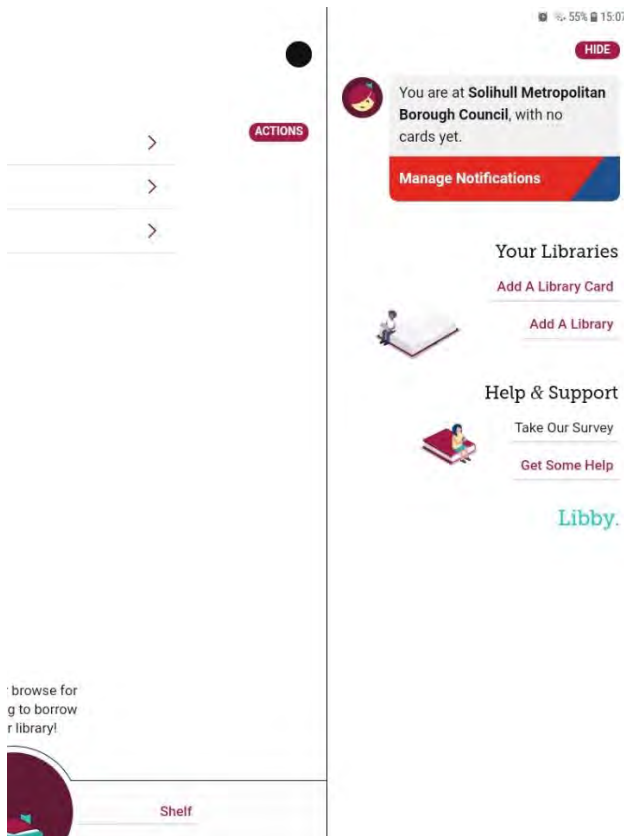 55% 15:07
HIDE
ACTIONS
You are at Solihull Metropolitan
Borough Council, with no
cards yet.
Manage Notifications
Your Libraries
Add A Library Card
Add A Library
Help & Support
Take Our Survey
Get Some Help
Libby.
browse for
g to borrow
r library!
Shelf